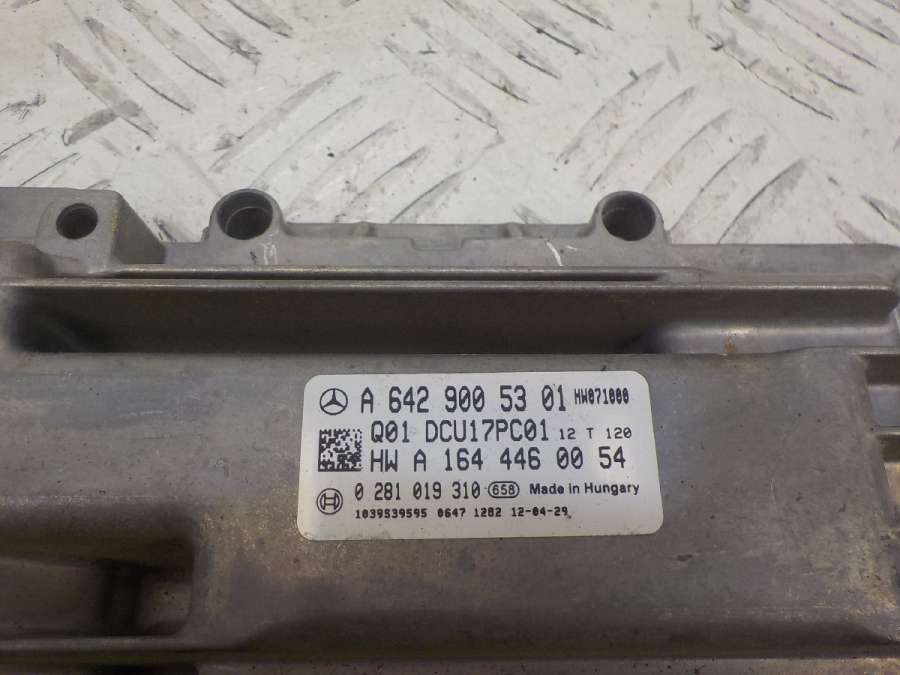 A 642 900 53 01 HW071000
Q01 DCU17PC01 12 T 120
HW A 164 446 00 54
0 281 019 310 658 Made in Hungary
1039S39595 0647 1282 12-04-29